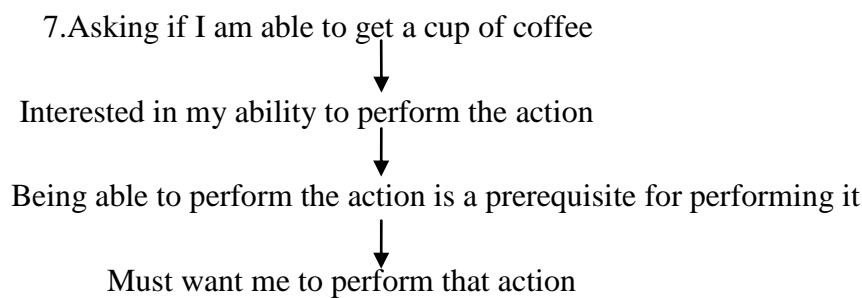 7.Asking if I am able to get a cup of coffee
Interested in my ability to perform the action
Being able to perform the action is a prerequisite for performing it
Must want me to perform that action